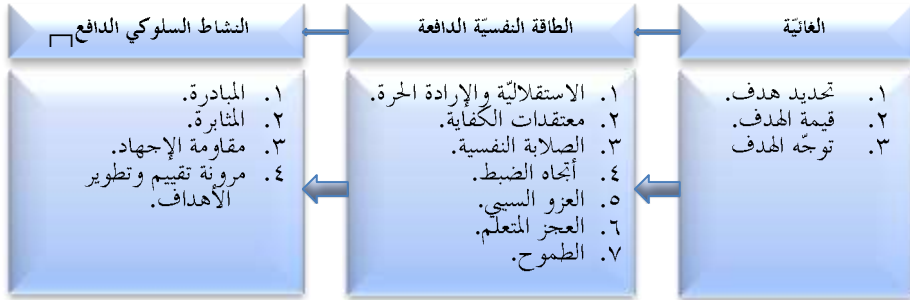 الغائيّة
١. تحديد هدف.
٢. قيمة الهدف.
٣. توجّه الهدف
الطاقة النفسيّة الدافعة
١. الاستقلاليّة والإرادة الحرة.
٢. معتقدات الكفاية.
٣. الصلابة النفسية.
٤. أتجاه الضبط.
٥. العزو السببي.
٦. العجز المتعلم.
٧. الطموح.
النشاط السلوكي الدافع
١. المبادرة.
٢. المثابرة.
٣. مقاومة الإجهاد.
٤. مرونة تقييم وتطوير
الأهداف.